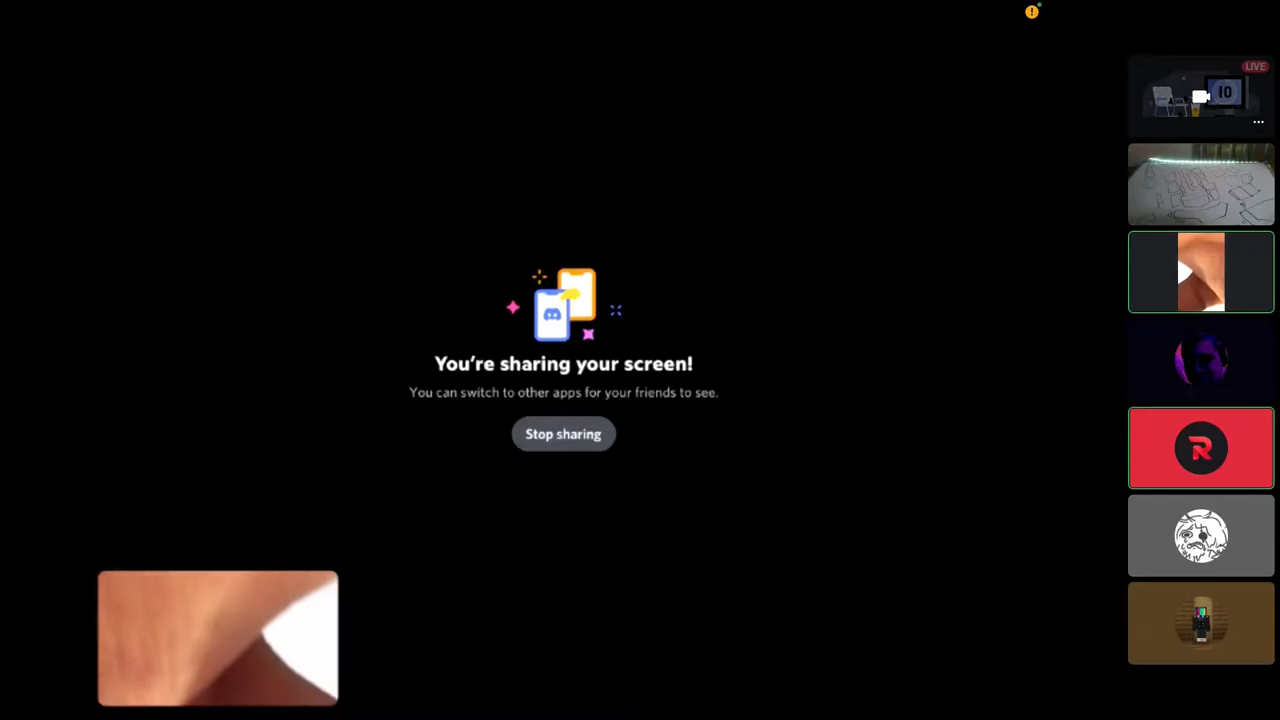 LIVE
10
You're sharing your screen!
You can switch to other apps for your friends to see.
Stop sharing